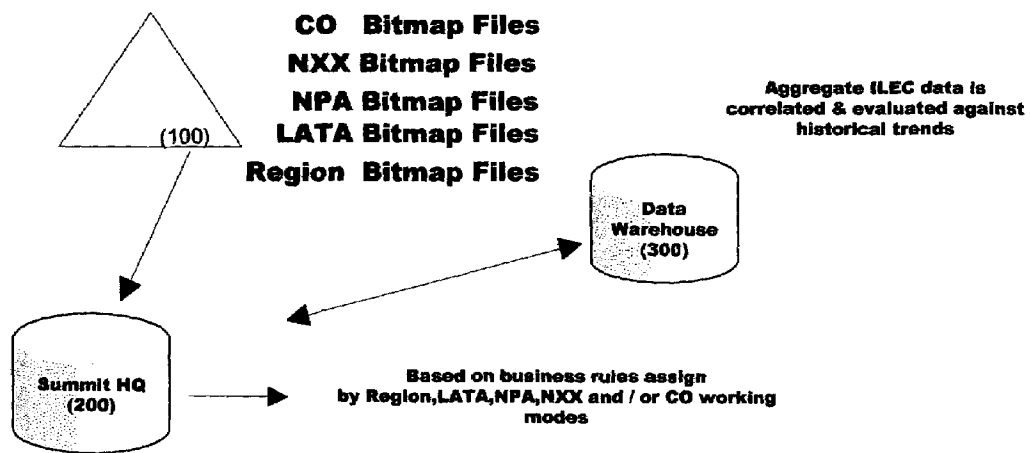 CO Bitmap Files
NXX Bitmap Files
NPA Bitmap Files
LATA Bitmap Files
Region Bitmap Files
(100)
Aggregate ILEC data is
correlated & evaluated against
historical trends
Data
Warehouse
(300)
Summit HQ
(200)
Based on business rules assign
by Region,LATA,NPA,NXX and / or CO working
modes